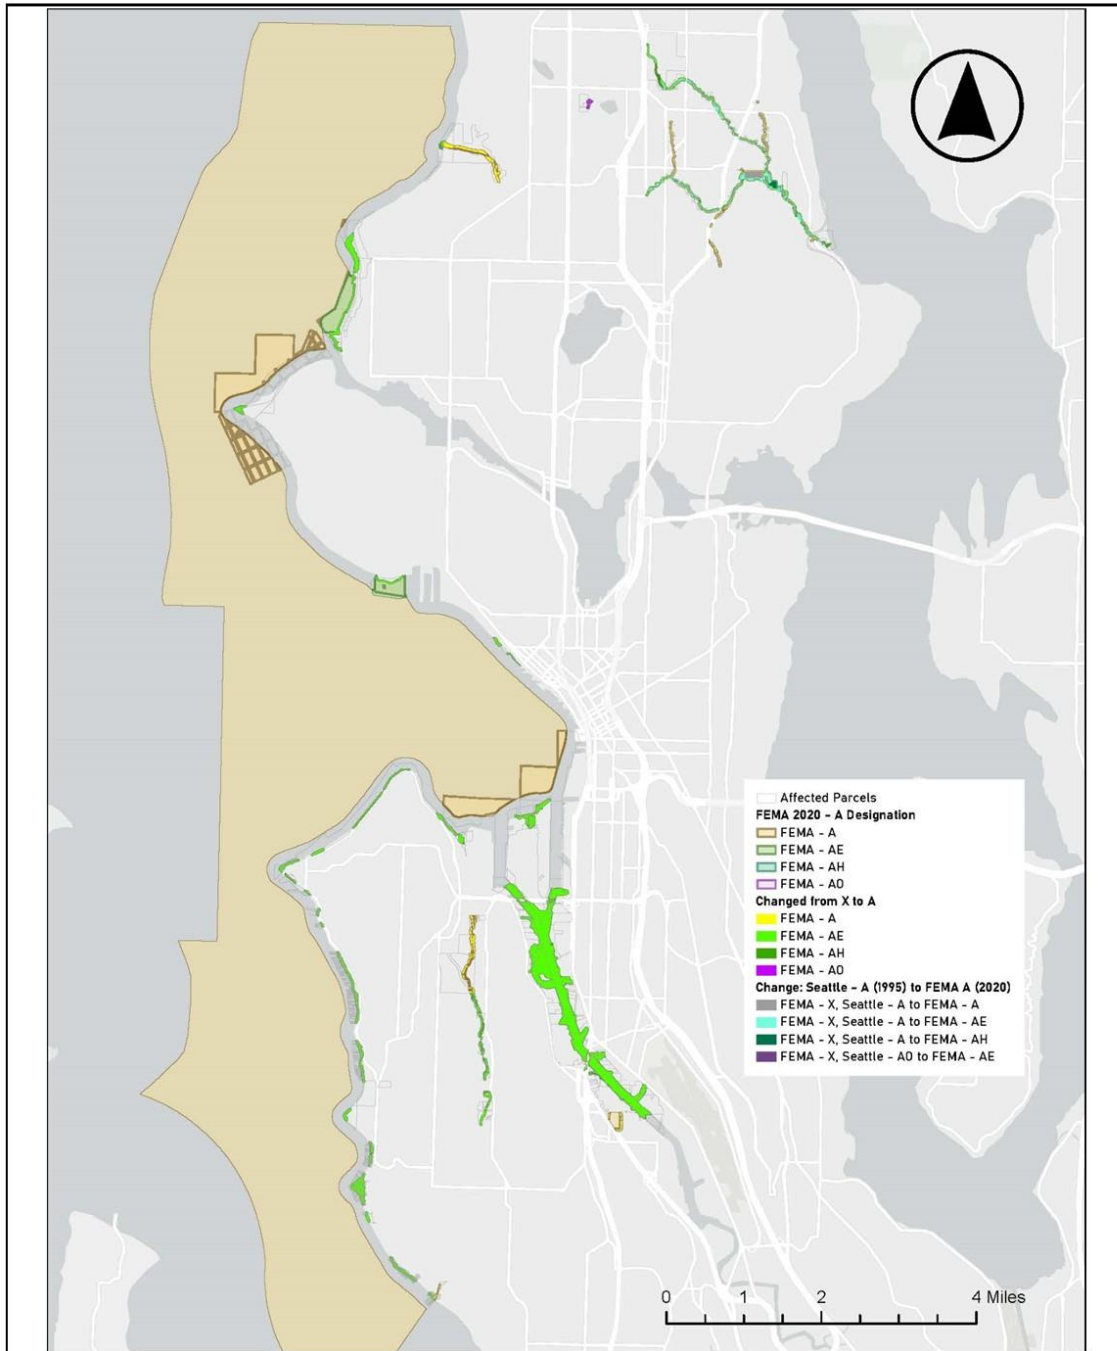 Affected Parcels
FEMA 2020 - A Designation
FEMA - A
FEMA - AE
FEMA - AH
FEMA - AO
Changed from X to A
FEMA - A
FEMA - AE
FEMA - AH
FEMA - AO
Change: Seattle - A (1995) to FEMA A (2020)
FEMA - X, Seattle - A to FEMA - A
FEMA - X, Seattle - A to FEMA - AE
FEMA - X, Seattle - A to FEMA - AH
FEMA - X, Seattle - AO to FEMA - AE
0 1 2 4 Miles